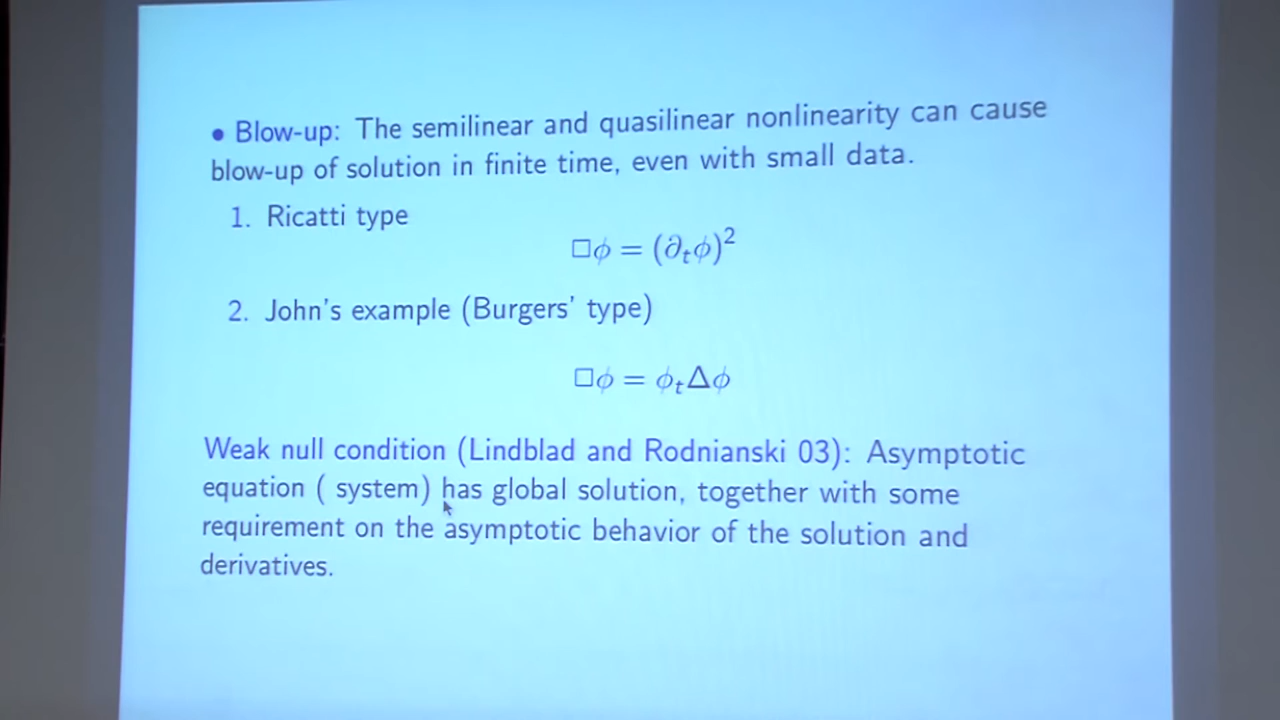 • Blow-up: The semilinear and quasilinear nonlinearity can cause
blow-up of solution in finite time, even with small data.
1. Ricatti type
□ϕ = (∂ₜϕ)²
2. John's example (Burgers' type)
□ϕ = ϕₜΔϕ
Weak null condition (Lindblad and Rodnianski 03): Asymptotic
equation ( system) has global solution, together with some
requirement on the asymptotic behavior of the solution and
derivatives.